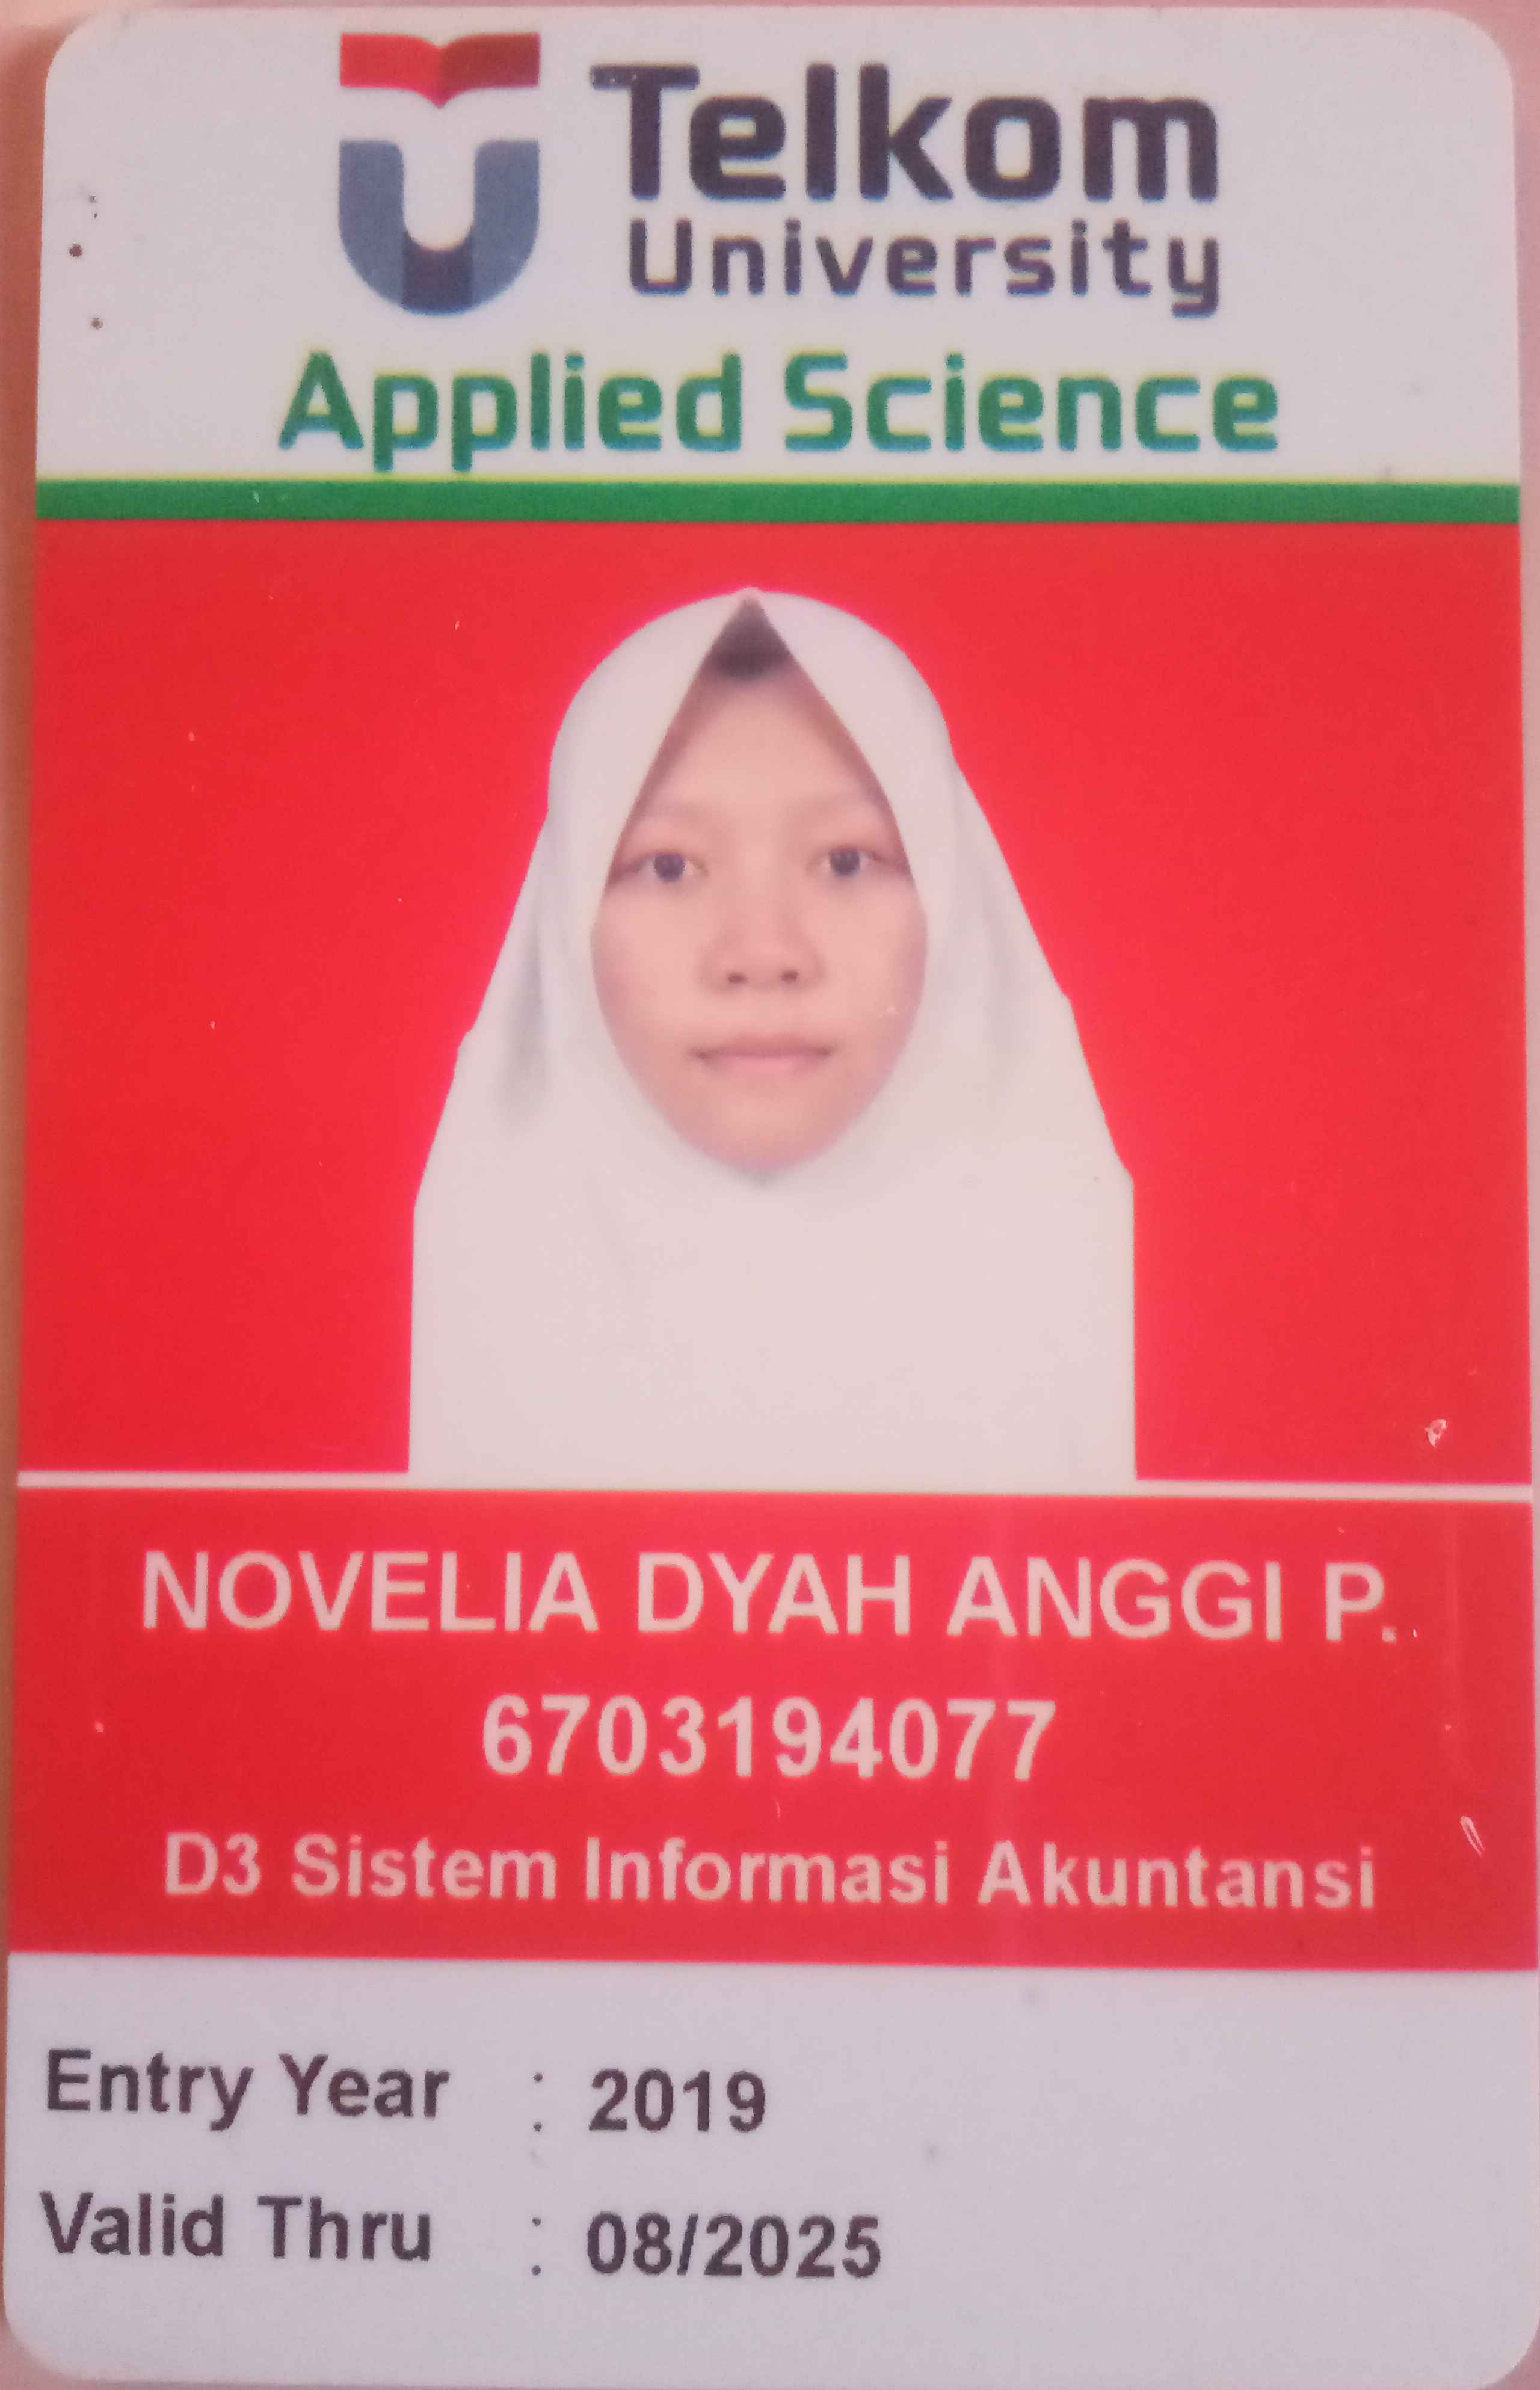 Telkom
University
Applied Science
NOVELIA DYAH ANGGI P.
6703194077
D3 Sistem Informasi Akuntansi
Entry Year : 2019
Valid Thru : 08/2025